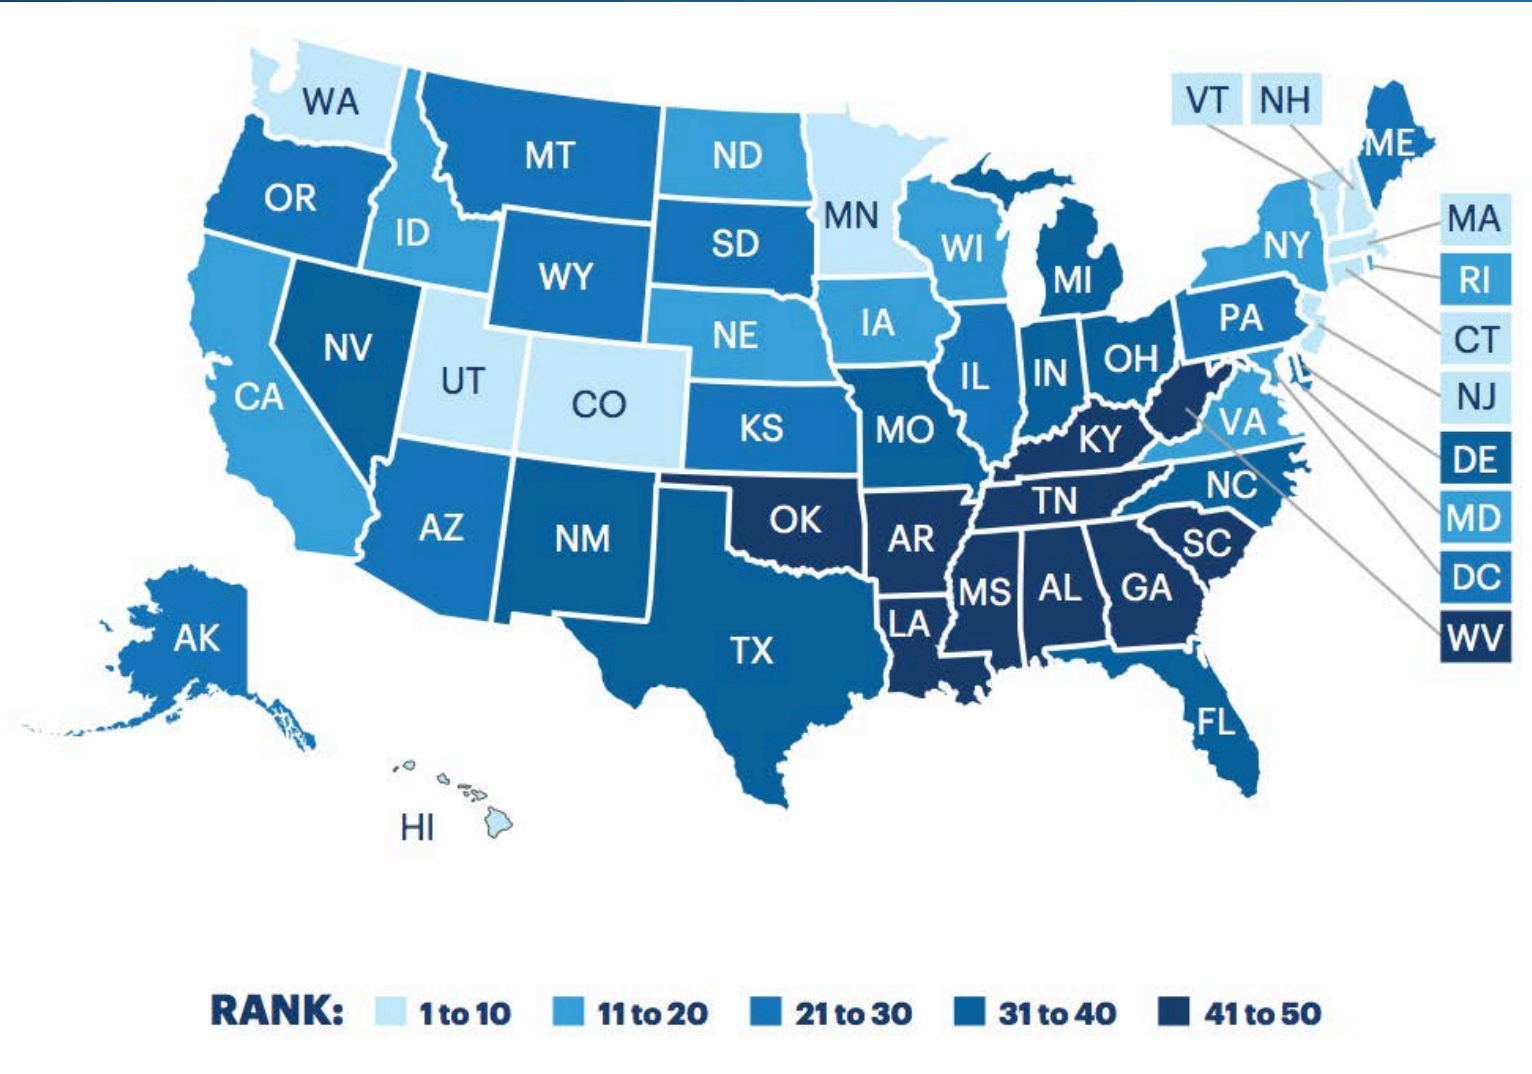 WA
VT NH
ME
MT
ND
OR
MN
MA
ID
SD
WI
NY
WY
MI
RI
NE
IA
PA
CT
NV
UT
CO
IL
IN
OH
NJ
CA
KS
MO
KY
VA
DE
NC
AZ
NM
OK
AR
TN
SC
MD
MS
AL
GA
DC
LA
AK
TX
WV
FL
HI
RANK: 1 to 10 11 to 20 21 to 30 31 to 40 41 to 50